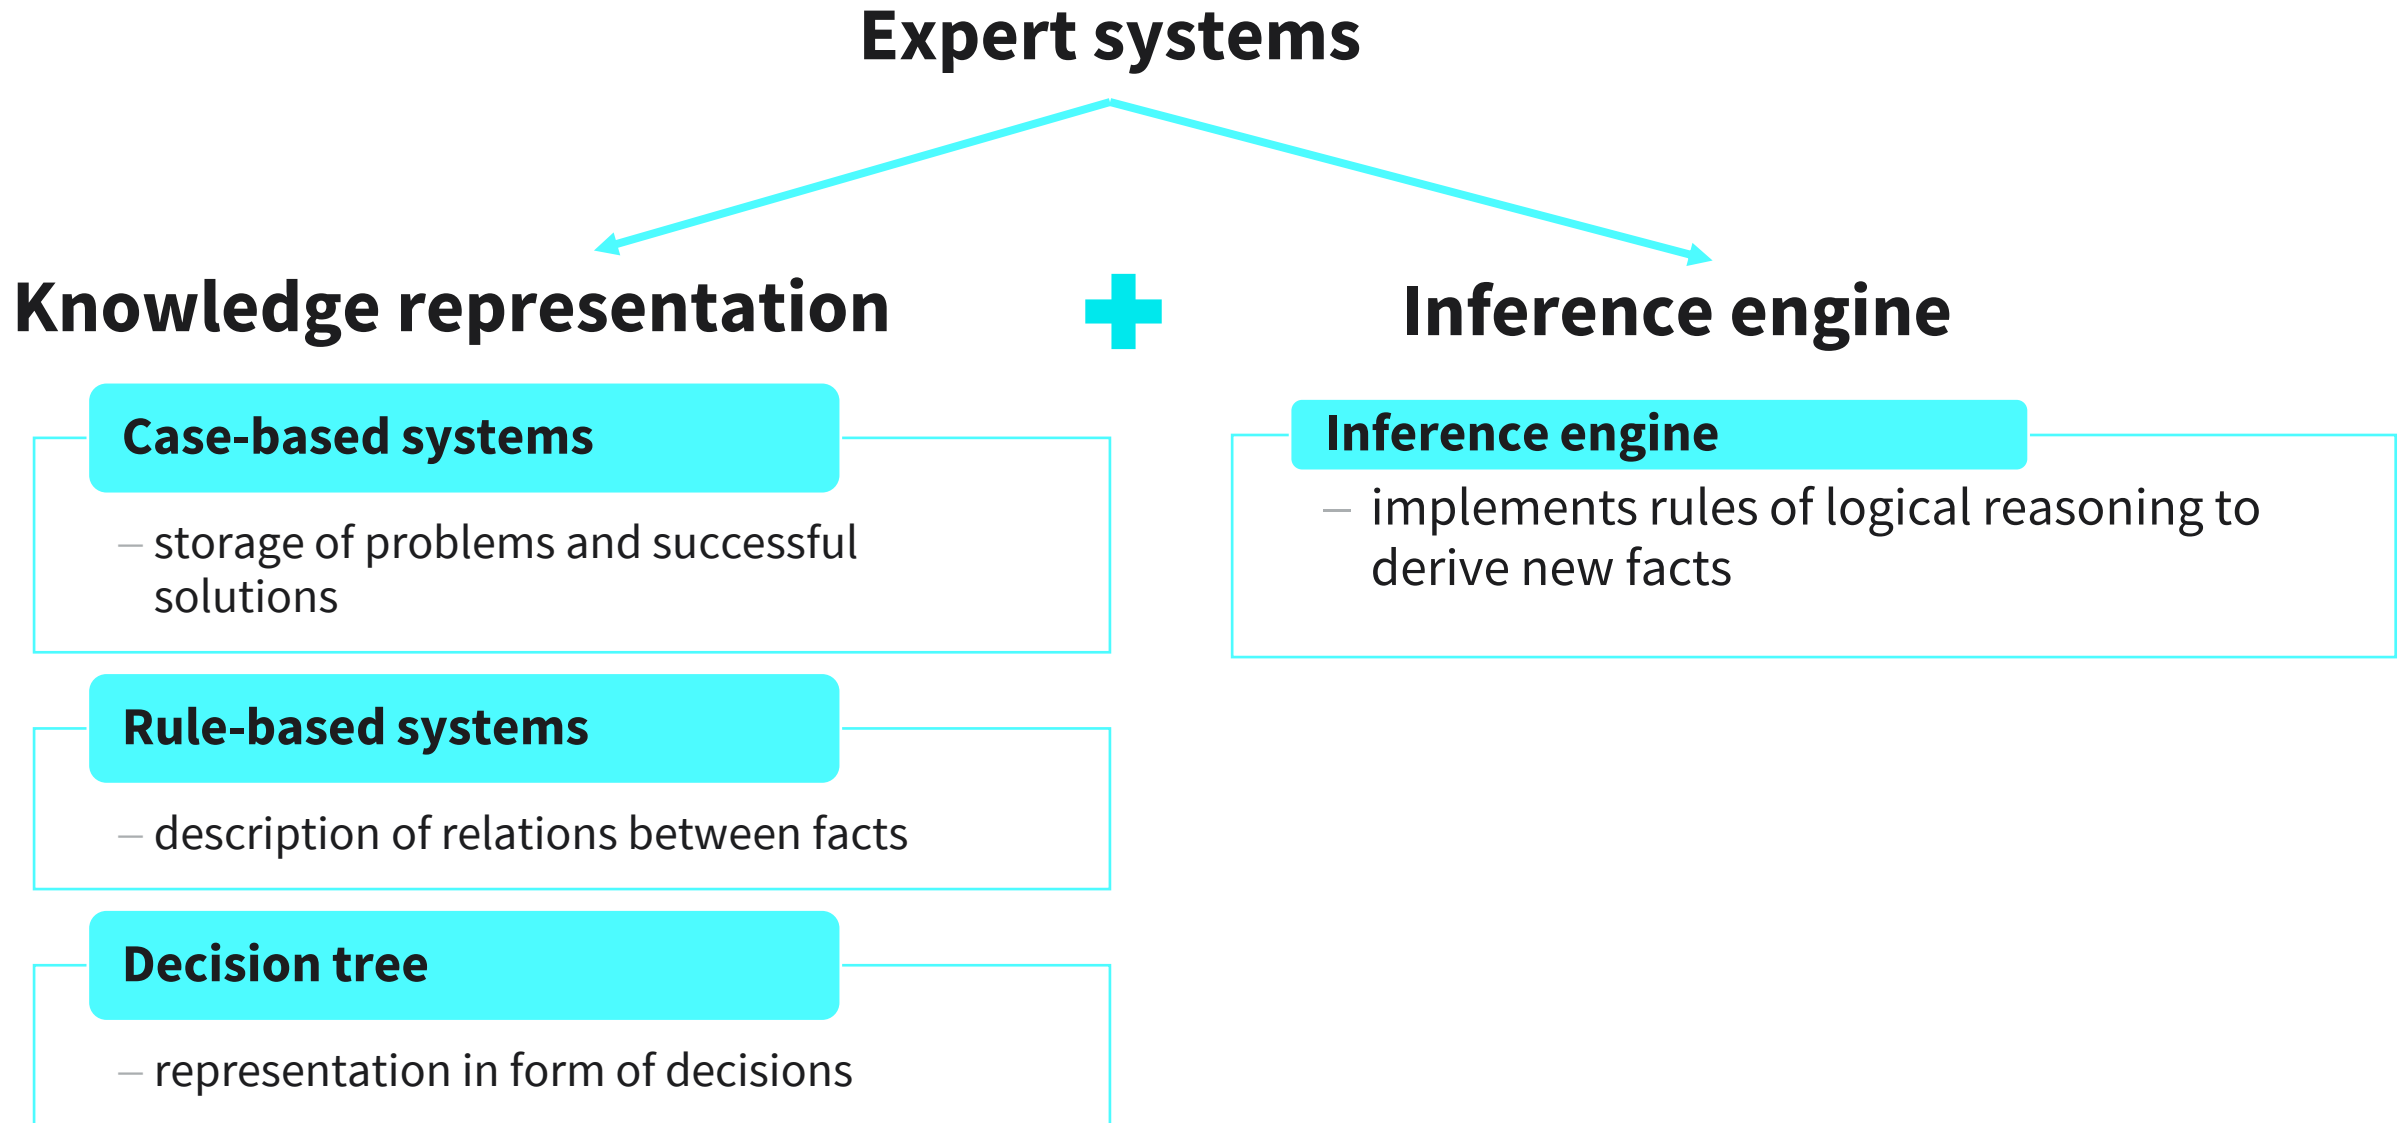 Expert systems
Knowledge representation
Inference engine
Case-based systems
– storage of problems and successful
solutions
Rule-based systems
– description of relations between facts
Decision tree
– representation in form of decisions
Inference engine
– implements rules of logical reasoning to
derive new facts